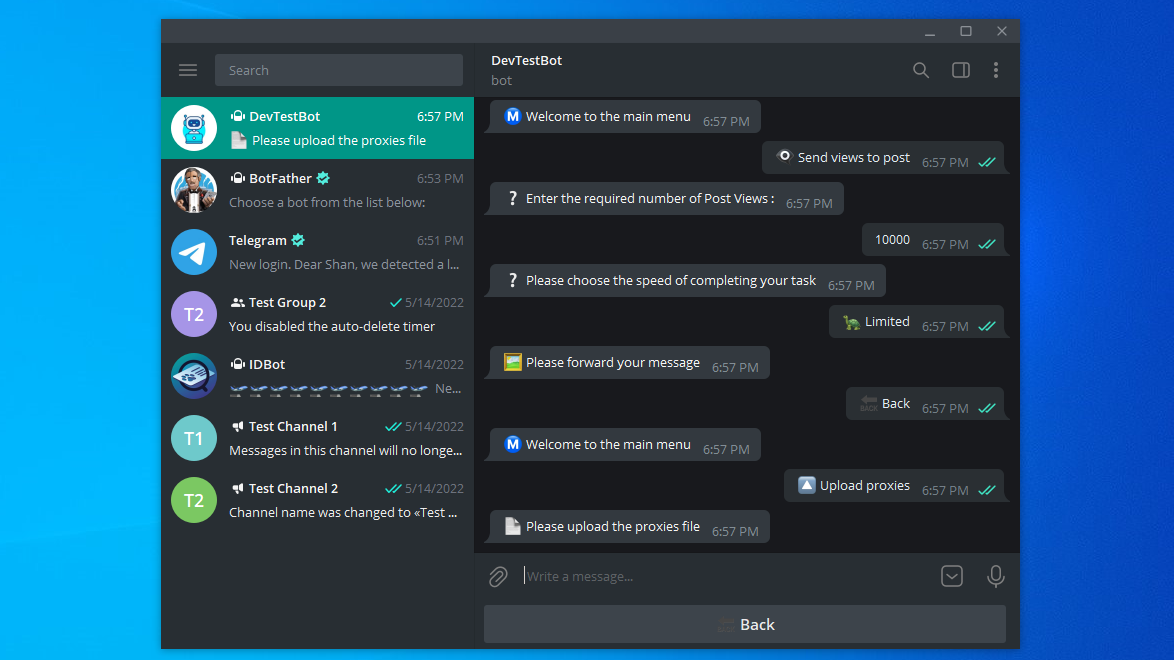 Search
DevTestBot
6:57 PM
Please upload the proxies file
BotFather
6:53 PM
Choose a bot from the list below:
Telegram
6:51 PM
New login. Dear Shan, we detected a l...
T2
Test Group 2
5/14/2022
You disabled the auto-delete timer
IDBot
5/14/2022
Ne...
T1
Test Channel 1
5/14/2022
Messages in this channel will no longe...
T2
Test Channel 2
5/14/2022
Channel name was changed to «Test ...
DevTestBot
bot
M Welcome to the main menu 6:57 PM
Send views to post 6:57 PM
? Enter the required number of Post Views : 6:57 PM
10000 6:57 PM
? Please choose the speed of completing your task 6:57 PM
Limited 6:57 PM
Please forward your message 6:57 PM
BACK Back 6:57 PM
M Welcome to the main menu 6:57 PM
Upload proxies 6:57 PM
Please upload the proxies file 6:57 PM
Write a message...
Back